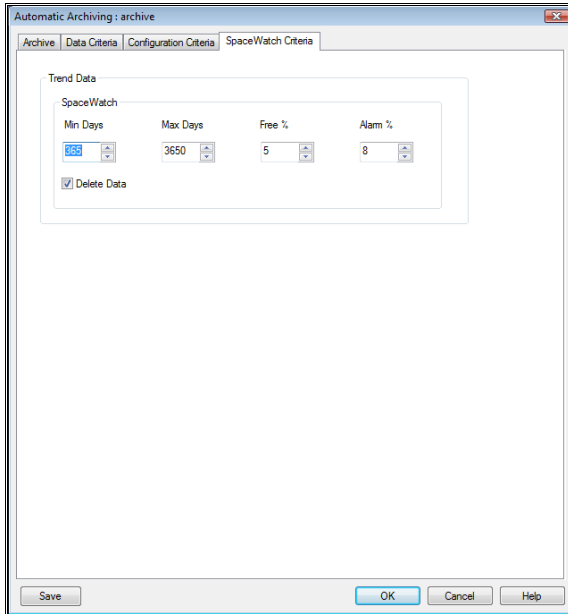 Automatic Archiving : archive
Archive Data Criteria Configuration Criteria SpaceWatch Criteria
Trend Data
SpaceWatch
Min Days Max Days Free % Alarm %
365 3650 5 8
Delete Data
Save OK Cancel Help